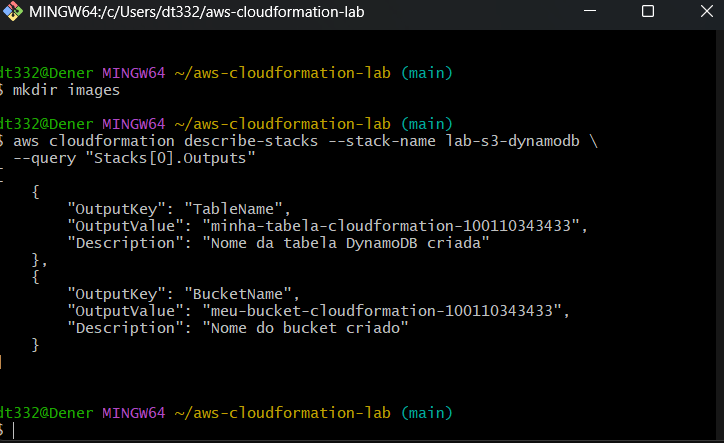 MINGW64:/c/Users/dt332/aws-cloudformation-lab
dt332@Dener MINGW64 ~/aws-cloudformation-lab (main)
$ mkdir images
dt332@Dener MINGW64 ~/aws-cloudformation-lab (main)
$ aws cloudformation describe-stacks --stack-name lab-s3-dynamodb \
--query "Stacks[0].Outputs"
[
{
"OutputKey": "TableName",
"OutputValue": "minha-tabela-cloudformation-100110343433",
"Description": "Nome da tabela DynamoDB criada"
},
{
"OutputKey": "BucketName",
"OutputValue": "meu-bucket-cloudformation-100110343433",
"Description": "Nome do bucket criado"
}
]
dt332@Dener MINGW64 ~/aws-cloudformation-lab (main)
$